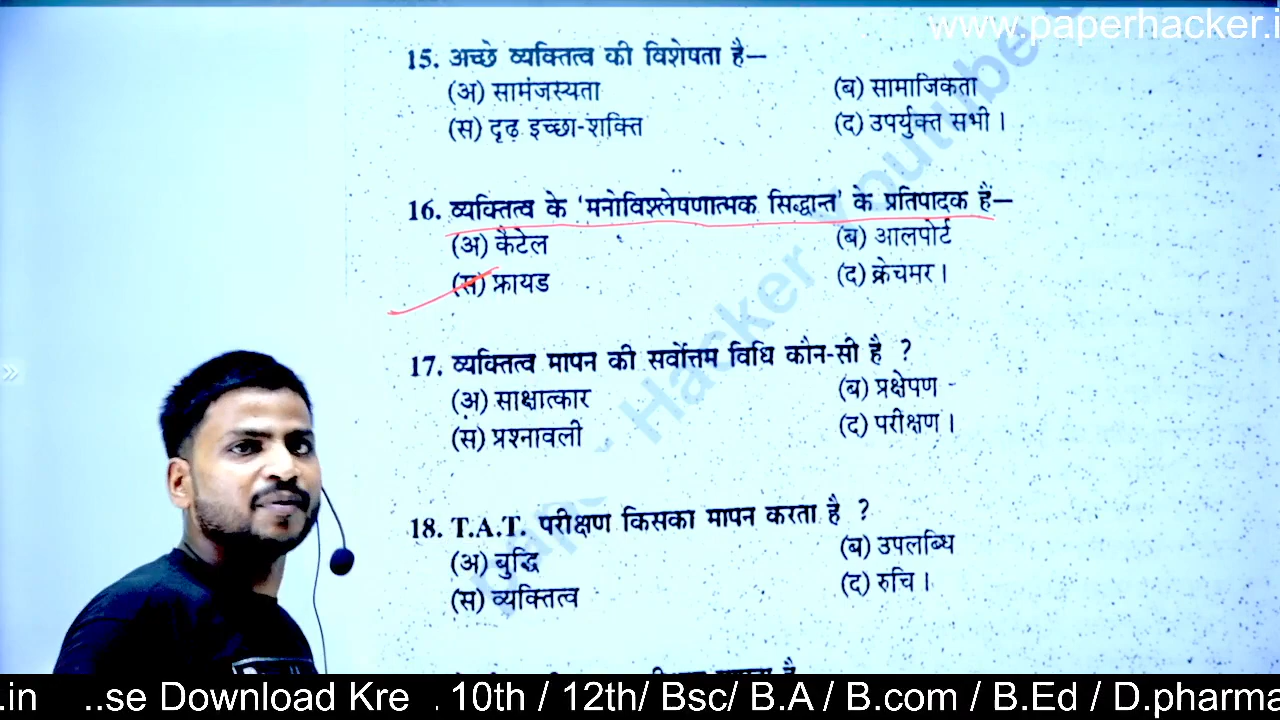 www.paperhacker.i
15. अच्छे व्यक्तित्व की विशेषता है—
(अ) सामंजस्यता (ब) सामाजिकता
(स) दृढ़ इच्छा-शक्ति (द) उपर्युक्त सभी।
16. व्यक्तित्व के 'मनोविश्लेषणात्मक सिद्धान्त' के प्रतिपादक हैं—
(अ) कैटेल (ब) आलपोर्ट
(स) फ्रायड (द) क्रेचमर।
17. व्यक्तित्व मापन की सर्वोत्तम विधि कौन-सी है ?
(अ) साक्षात्कार (ब) प्रक्षेपण
(स) प्रश्नावली (द) परीक्षण।
18. T.A.T. परीक्षण किसका मापन करता है ?
(अ) बुद्धि (ब) उपलब्धि
(स) व्यक्तित्व (द) रुचि।
Hacker Youtube
.in ..se Download Kre . 10th / 12th/ Bsc/ B.A / B.com / B.Ed / D.pharma